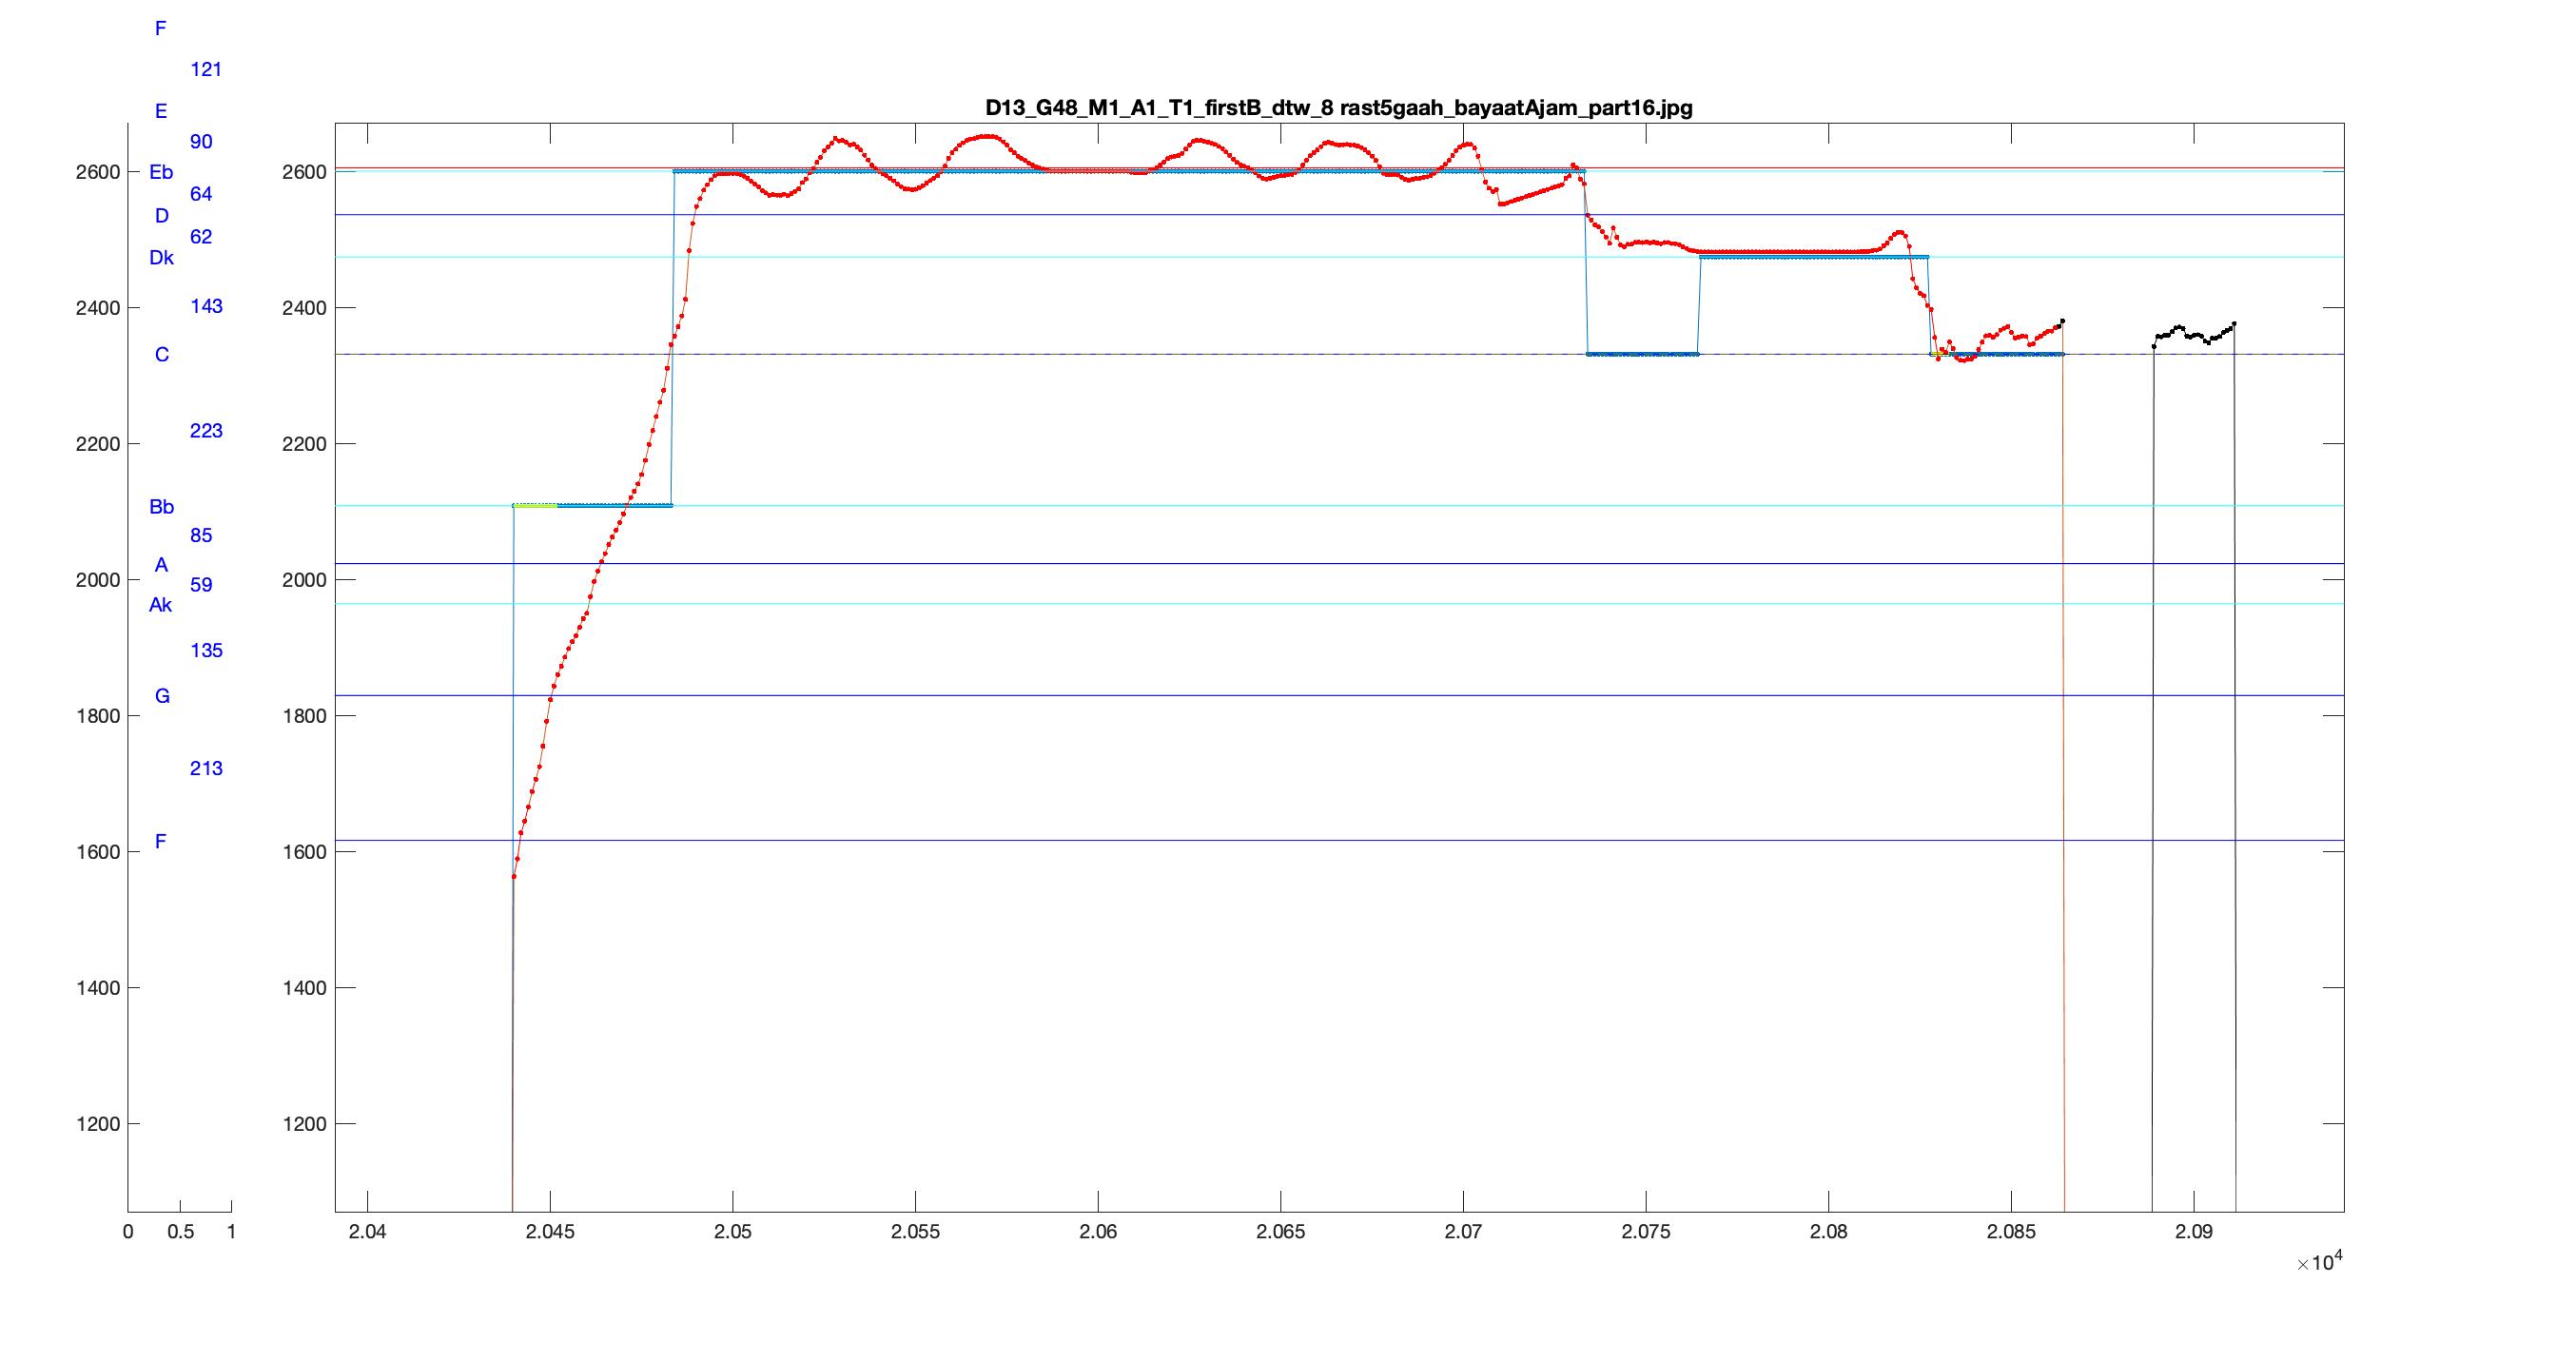 F
121
E
D13_G48_M1_A1_T1_firstB_dtw_8 rast5gaah_bayaatAjam_part16.jpg
90
2600 Eb 2600
64
D
62
Dk
2400 143 2400
C
223
2200 2200
Bb
85
A
2000 59 2000
Ak
135
G
1800 1800
213
F
1600 1600
1400 1400
1200 1200
0 0.5 1 2.04 2.045 2.05 2.055 2.06 2.065 2.07 2.075 2.08 2.085 2.09
×10^4